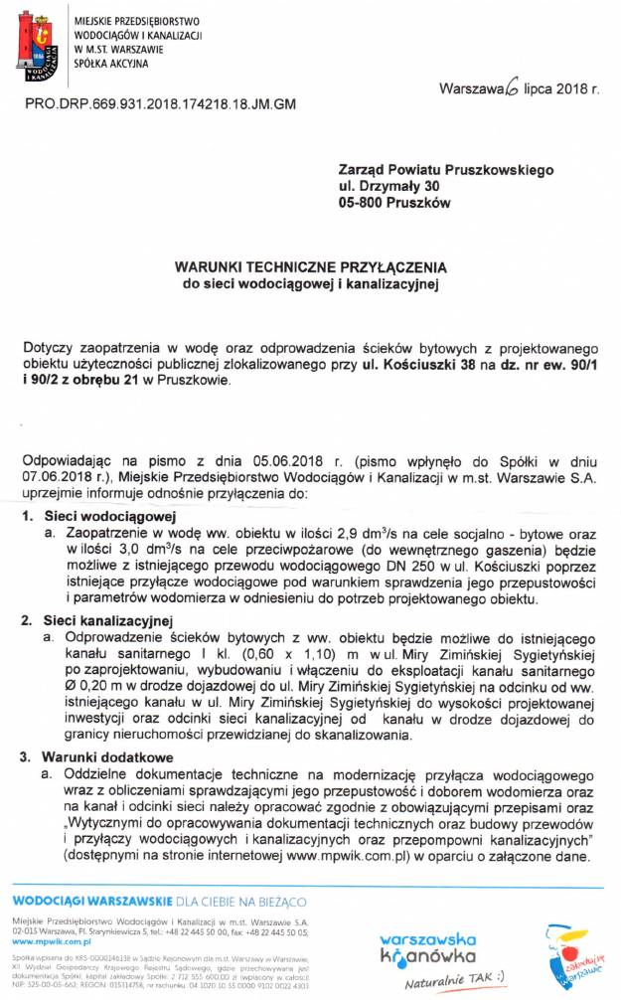 MIEJSKIE PRZEDSIĘBIORSTWO
WODOCIĄGÓW I KANALIZACJI
W M.ST. WARSZAWIE
SPÓŁKA AKCYJNA
1886
WODOCIĄGI
I KANALIZACJA
Warszawa 6 lipca 2018 r.
PRO.DRP.669.931.2018.174218.18.JM.GM
Zarząd Powiatu Pruszkowskiego
ul. Drzymały 30
05-800 Pruszków
WARUNKI TECHNICZNE PRZYŁĄCZENIA
do sieci wodociągowej i kanalizacyjnej
Dotyczy zaopatrzenia w wodę oraz odprowadzenia ścieków bytowych z projektowanego
obiektu użyteczności publicznej zlokalizowanego przy ul. Kościuszki 38 na dz. nr ew. 90/1
i 90/2 z obrębu 21 w Pruszkowie.
Odpowiadając na pismo z dnia 05.06.2018 r. (pismo wpłynęło do Spółki w dniu
07.06.2018 r.), Miejskie Przedsiębiorstwo Wodociągów i Kanalizacji w m.st. Warszawie S.A.
uprzejmie informuje odnośnie przyłączenia do:
1. Sieci wodociągowej
a. Zaopatrzenie w wodę ww. obiektu w ilości 2,9 dm³/s na cele socjalno - bytowe oraz
w ilości 3,0 dm³/s na cele przeciwpożarowe (do wewnętrznego gaszenia) będzie
możliwe z istniejącego przewodu wodociągowego DN 250 w ul. Kościuszki poprzez
istniejące przyłącze wodociągowe pod warunkiem sprawdzenia jego przepustowości
i parametrów wodomierza w odniesieniu do potrzeb projektowanego obiektu.
2. Sieci kanalizacyjnej
a. Odprowadzenie ścieków bytowych z ww. obiektu będzie możliwe do istniejącego
kanału sanitarnego I kl. (0,60 x 1,10) m w ul. Miry Zimińskiej Sygietyńskiej
po zaprojektowaniu, wybudowaniu i włączeniu do eksploatacji kanału sanitarnego
Ø 0,20 m w drodze dojazdowej do ul. Miry Zimińskiej Sygietyńskiej na odcinku od ww.
istniejącego kanału w ul. Miry Zimińskiej Sygietyńskiej do wysokości projektowanej
inwestycji oraz odcinki sieci kanalizacyjnej od kanału w drodze dojazdowej do
granicy nieruchomości przewidzianej do skanalizowania.
3. Warunki dodatkowe
a. Oddzielne dokumentacje techniczne na modernizację przyłącza wodociągowego
wraz z obliczeniami sprawdzającymi jego przepustowość i doborem wodomierza oraz
na kanał i odcinki sieci należy opracować zgodnie z obowiązującymi przepisami oraz
„Wytycznymi do opracowywania dokumentacji technicznych oraz budowy przewodów
i przyłączy wodociągowych i kanalizacyjnych oraz przepompowni kanalizacyjnych”
(dostępnymi na stronie internetowej www.mpwik.com.pl) w oparciu o załączone dane.
WODOCIĄGI WARSZAWSKIE DLA CIEBIE NA BIEŻĄCO
Miejskie Przedsiębiorstwo Wodociągów i Kanalizacji w m.st. Warszawie S.A.
02-015 Warszawa, Pl. Starynkiewicza 5, tel.: +48 22 445 50 00, fax: +48 22 445 50 05;
www.mpwik.com.pl
Spółka wpisana do KRS-0000146138 w Sądzie Rejonowym dla m.st. Warszawy w Warszawie,
XII Wydział Gospodarczy Krajowego Rejestru Sądowego, gdzie przechowywana jest
dokumentacja Spółki; kapitał zakładowy Spółki: 2 712 555 600,00 zł (wpłacony w całości)
NIP: 525-00-05-662; REGON: 015314758, nr rachunku: 04 1020 10 55 0000 9102 0022 4303
warszawska
kranówka
Naturalnie TAK :)
zakochaj się
w Warszawie